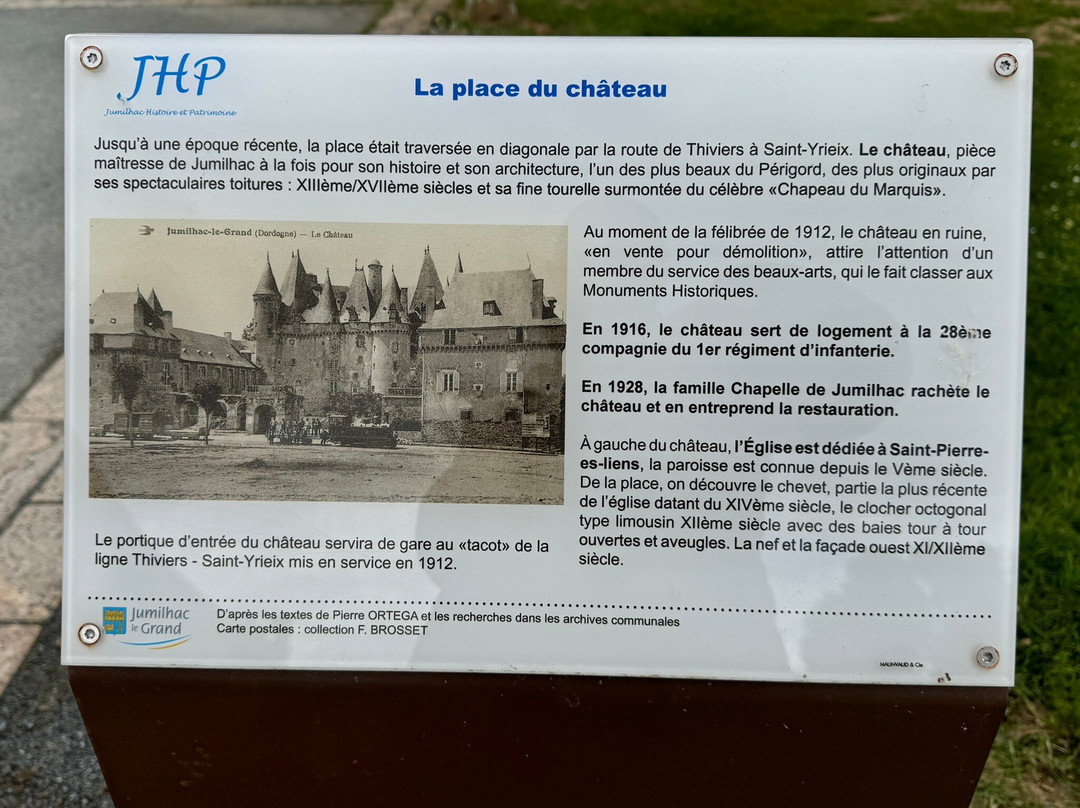 JHP
Jumilhac Histoire et Patrimoine
La place du château
Jusqu'à une époque récente, la place était traversée en diagonale par la route de Thiviers à Saint-Yrieix. Le château, pièce
maîtresse de Jumilhac à la fois pour son histoire et son architecture, l'un des plus beaux du Périgord, des plus originaux par
ses spectaculaires toitures : XIIIème/XVIIème siècles et sa fine tourelle surmontée du célèbre «Chapeau du Marquis».
Jumilhac-le-Grand (Dordogne) — Le Château
Au moment de la félibrée de 1912, le château en ruine,
«en vente pour démolition», attire l'attention d'un
membre du service des beaux-arts, qui le fait classer aux
Monuments Historiques.
En 1916, le château sert de logement à la 28ème
compagnie du 1er régiment d'infanterie.
En 1928, la famille Chapelle de Jumilhac rachète le
château et en entreprend la restauration.
À gauche du château, l'Église est dédiée à Saint-Pierre-
es-liens, la paroisse est connue depuis le Vème siècle.
De la place, on découvre le chevet, partie la plus récente
de l'église datant du XIVème siècle, le clocher octogonal
type limousin XIIème siècle avec des baies tour à tour
ouvertes et aveugles. La nef et la façade ouest XI/XIIème
siècle.
Le portique d'entrée du château servira de gare au «tacot» de la
ligne Thiviers - Saint-Yrieix mis en service en 1912.
Jumilhac
le Grand
D'après les textes de Pierre ORTEGA et les recherches dans les archives communales
Carte postales : collection F. BROSSET
MALINVAUD & Cie